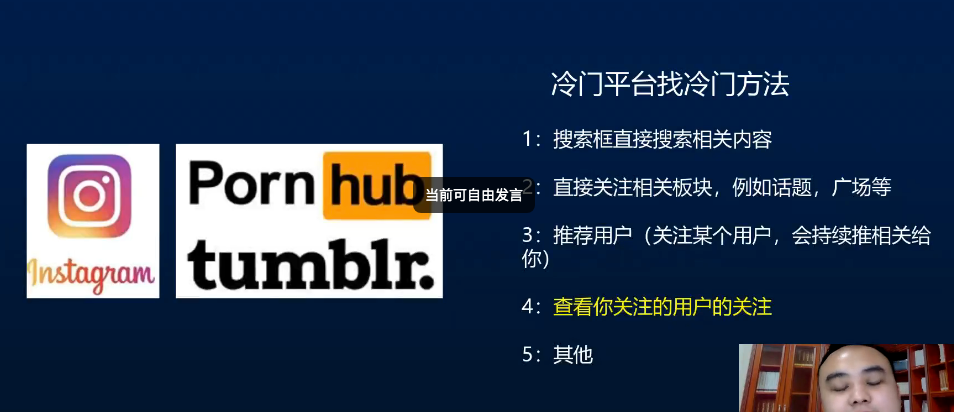 冷门平台找冷门方法
Instagram
Porn hub
tumblr.
当前可自由发言
1：搜索框直接搜索相关内容
2：直接关注相关板块，例如话题，广场等
3：推荐用户（关注某个用户，会持续推相关给
你）
4：查看你关注的用户的关注
5：其他